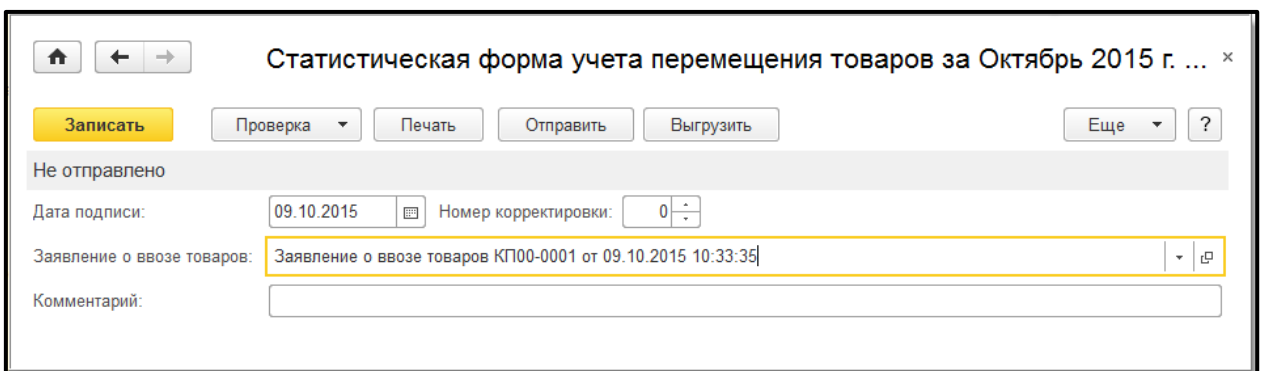 Статистическая форма учета перемещения товаров за Октябрь 2015 г. ... ×
Записать Проверка Печать Отправить Выгрузить Еще ?
Не отправлено
Дата подписи: 09.10.2015 Номер корректировки: 0
Заявление о ввозе товаров: Заявление о ввозе товаров КП00-0001 от 09.10.2015 10:33:35
Комментарий: